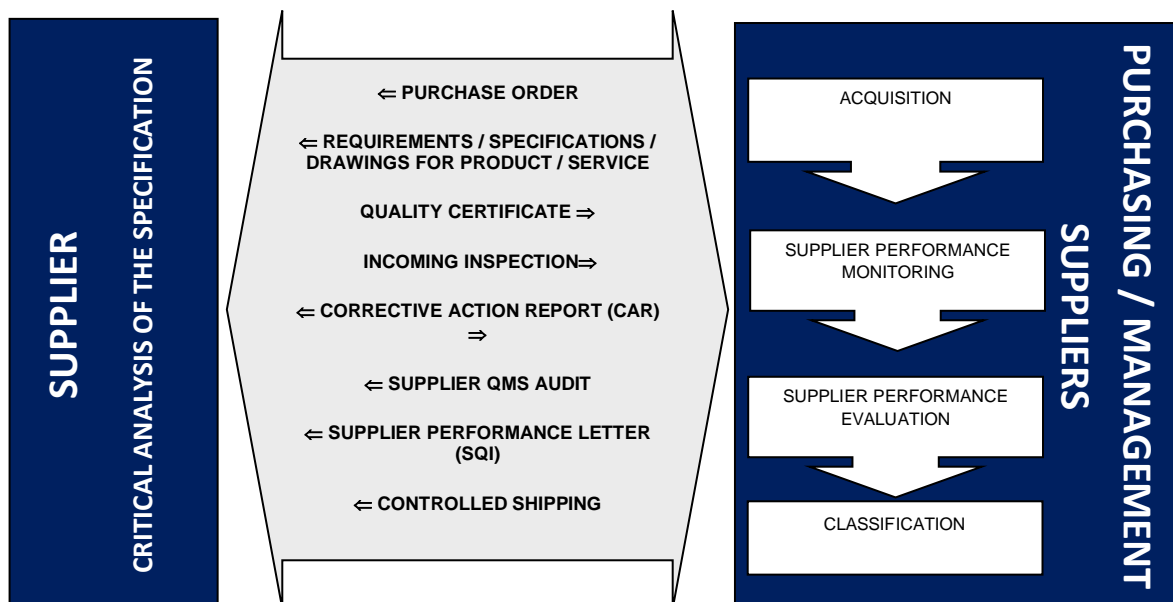 SUPPLIER
CRITICAL ANALYSIS OF THE SPECIFICATION
⇐ PURCHASE ORDER
⇐ REQUIREMENTS / SPECIFICATIONS /
DRAWINGS FOR PRODUCT / SERVICE
QUALITY CERTIFICATE ⇒
INCOMING INSPECTION⇒
⇐ CORRECTIVE ACTION REPORT (CAR)
⇒
⇐ SUPPLIER QMS AUDIT
⇐ SUPPLIER PERFORMANCE LETTER
(SQI)
⇐ CONTROLLED SHIPPING
ACQUISITION
SUPPLIER PERFORMANCE
MONITORING
SUPPLIER PERFORMANCE
EVALUATION
CLASSIFICATION
PURCHASING / MANAGEMENT
SUPPLIERS